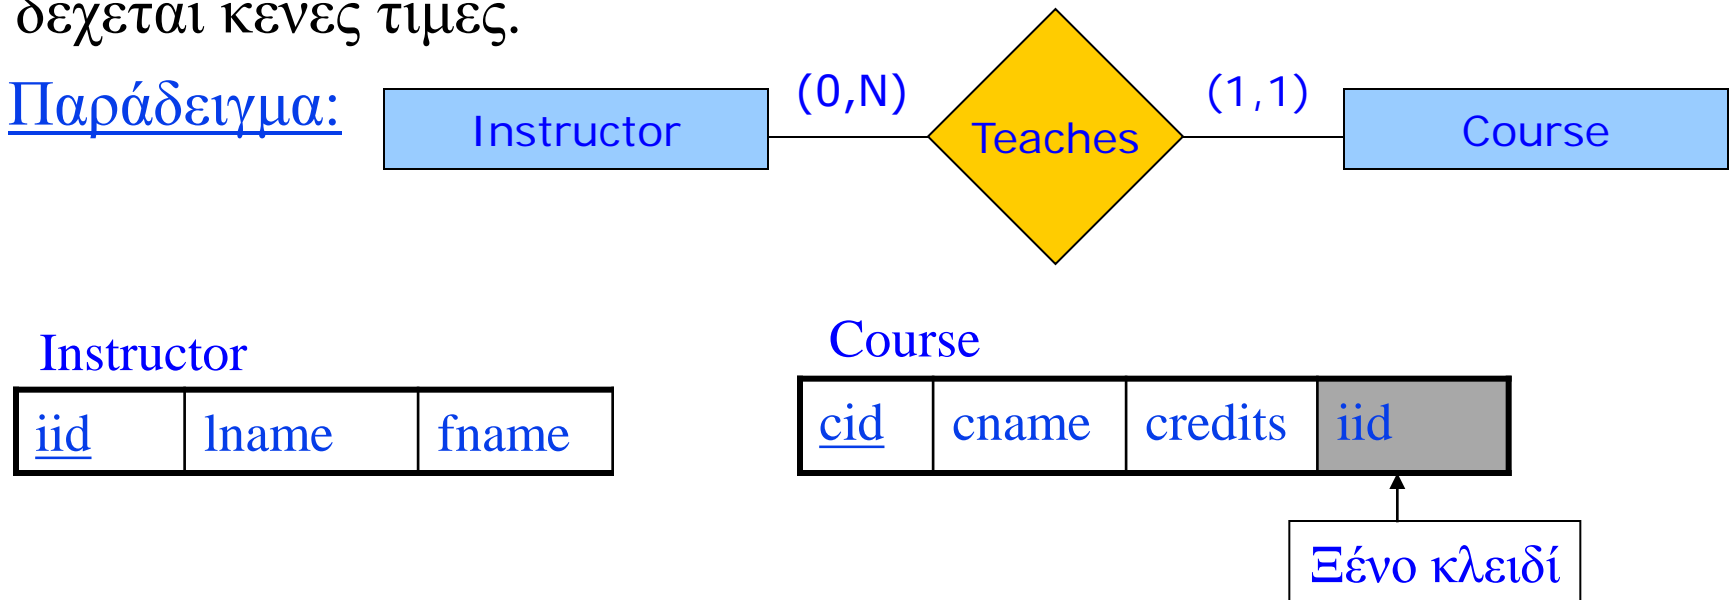 δέχεται κενές τιμές.
Παράδειγμα:
Instructor (0,N) Teaches (1,1) Course
Instructor
iid lname fname
Course
cid cname credits iid
Ξένο κλειδί